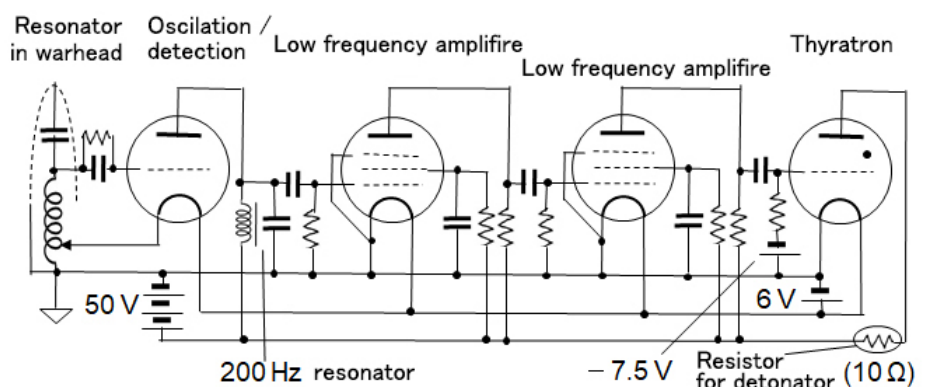 Resonator
in warhead
Oscilation /
detection
Low frequency amplifire
Low frequency amplifire
Thyratron
50 V
200 Hz resonator
－7.5 V
6 V
Resistor
for detonator (10 Ω)